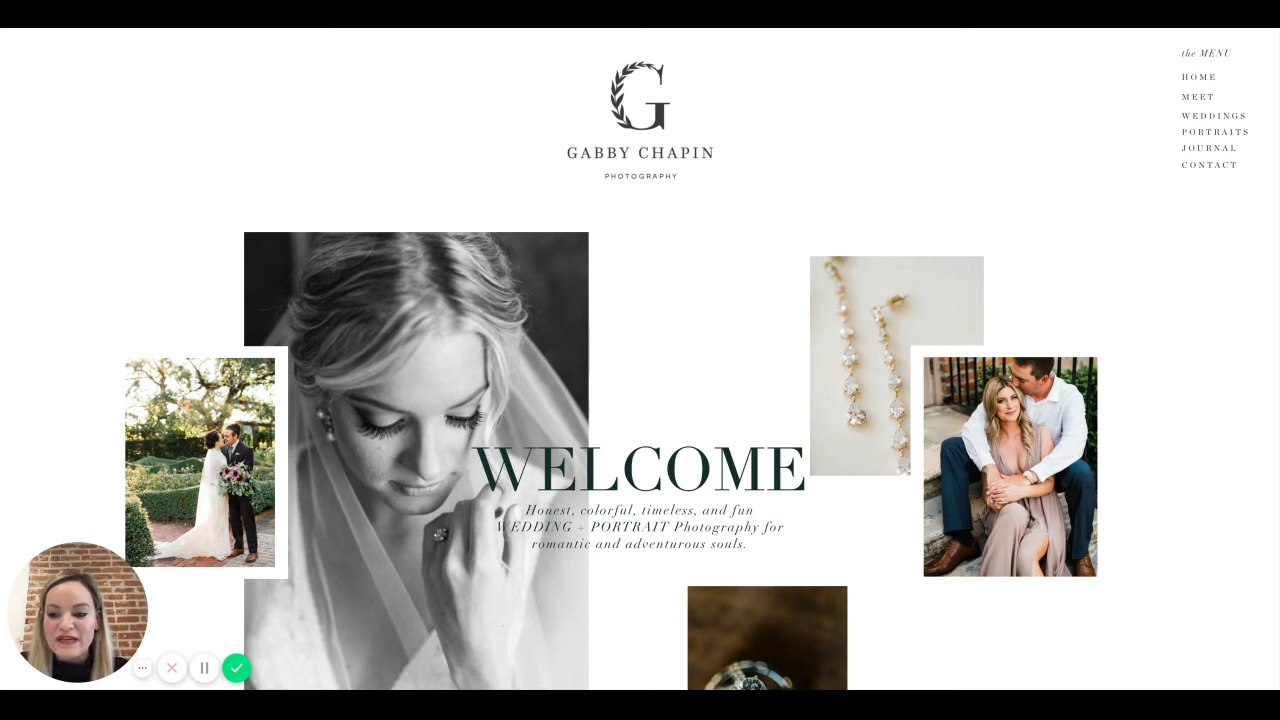 G
GABBY CHAPIN
PHOTOGRAPHY
the MENU
HOME
MEET
WEDDINGS
PORTRAITS
JOURNAL
CONTACT
WELCOME
Honest, colorful, timeless, and fun
WEDDING + PORTRAIT Photography for
romantic and adventurous souls.